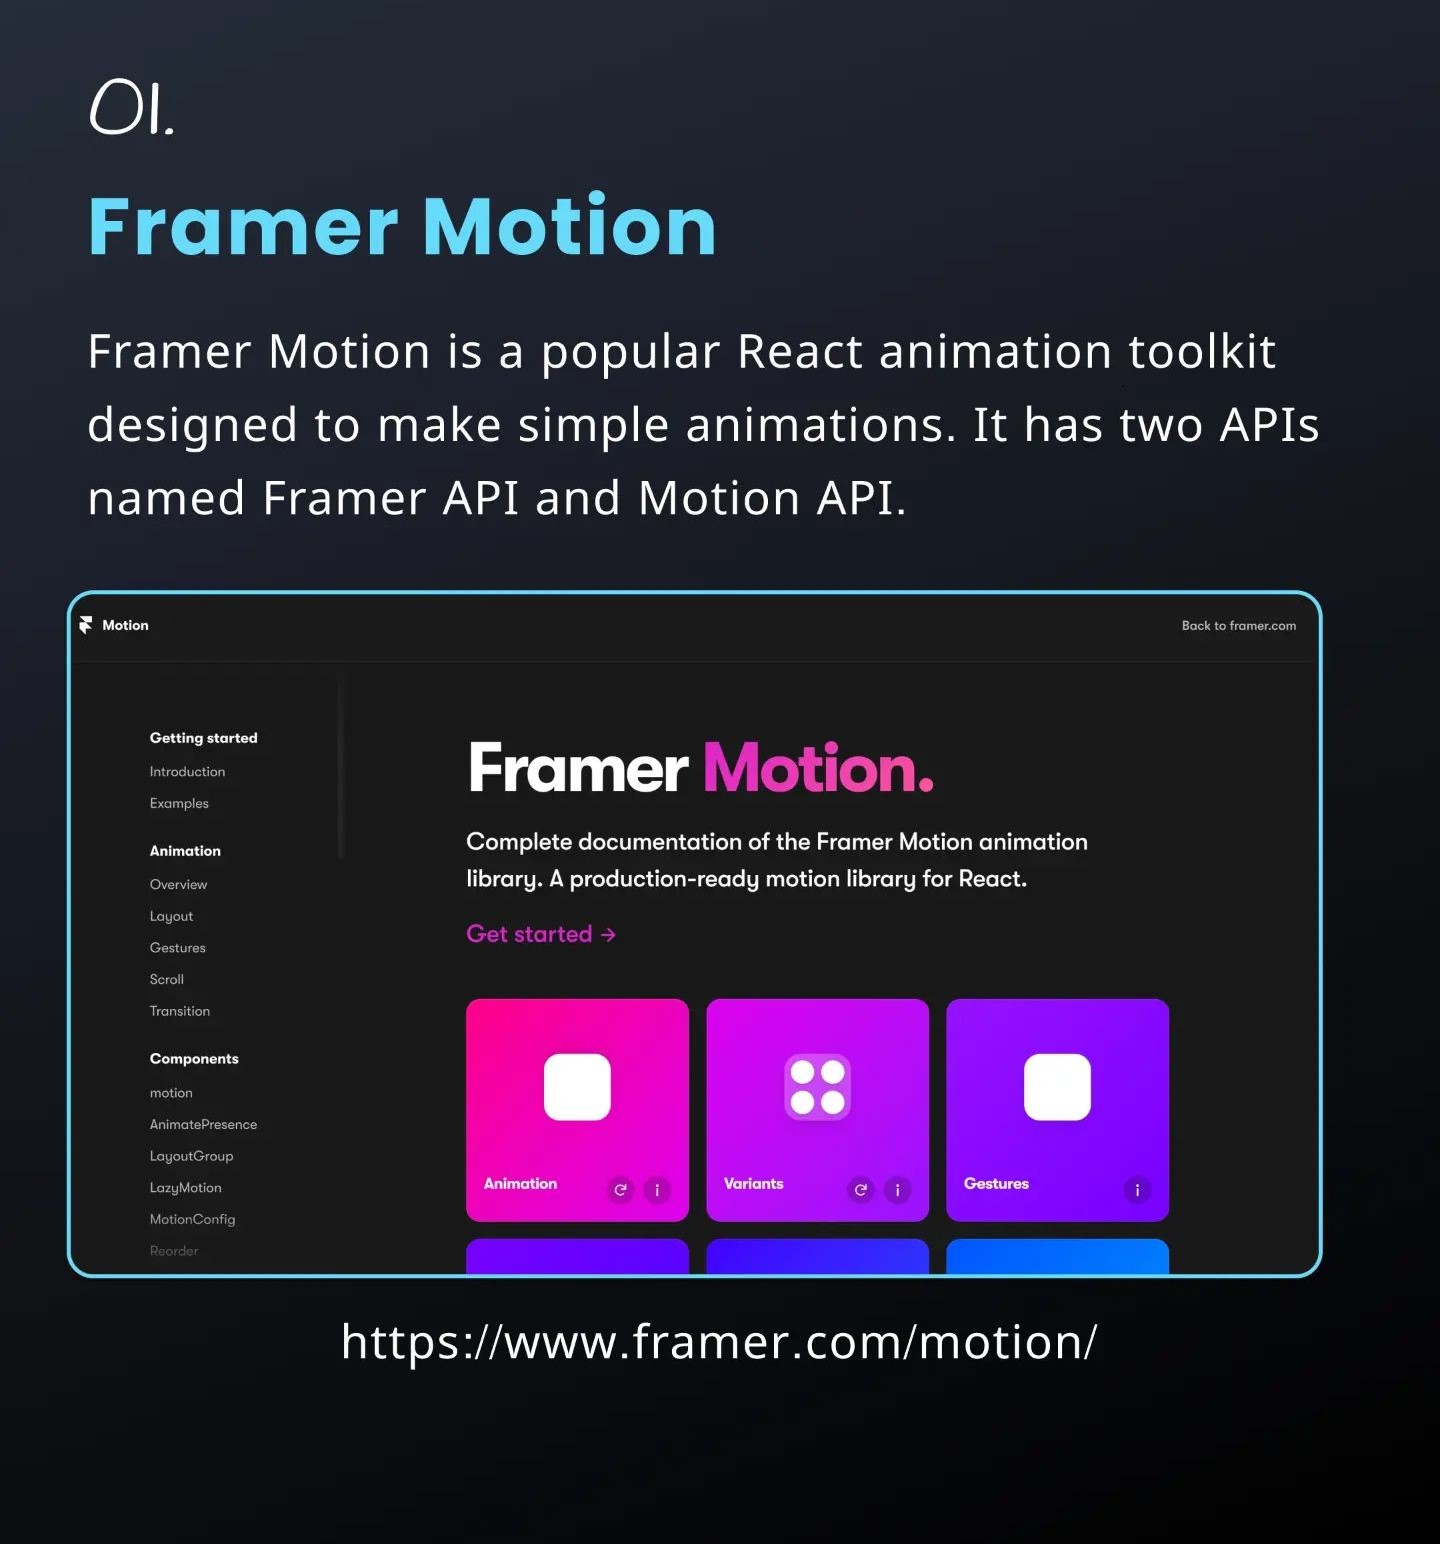 01.
Framer Motion
Framer Motion is a popular React animation toolkit
designed to make simple animations. It has two APIs
named Framer API and Motion API.
Motion
Back to framer.com
Getting started
Introduction
Examples
Animation
Overview
Layout
Gestures
Scroll
Transition
Components
motion
AnimatePresence
LayoutGroup
LazyMotion
MotionConfig
Reorder
Framer Motion.
Complete documentation of the Framer Motion animation
library. A production-ready motion library for React.
Get started →
Animation
Variants
Gestures
https://www.framer.com/motion/